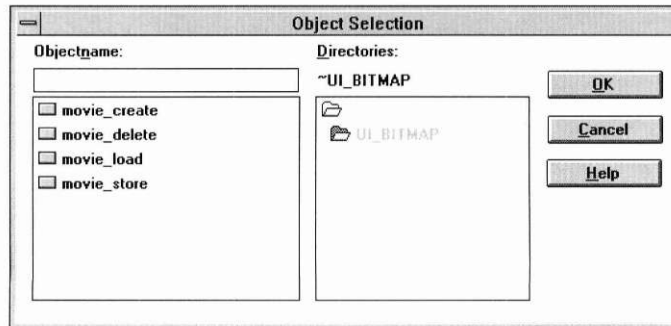 Object Selection
Objectname:
Directories:
~UI_BITMAP
OK
movie_create
movie_delete
movie_load
movie_store
UI_BITMAP
Cancel
Help